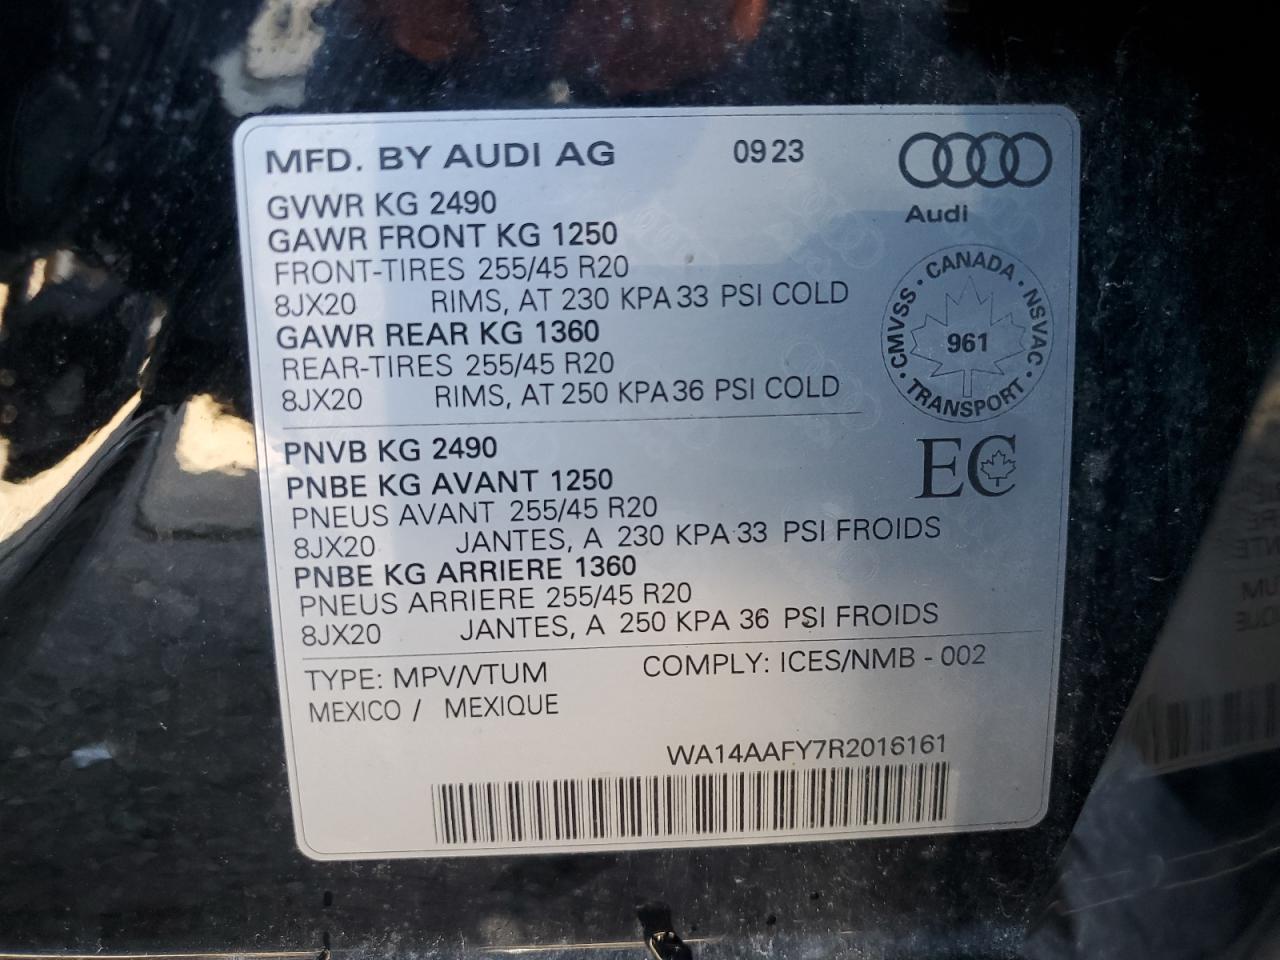 MFD. BY AUDI AG 0923
Audi
GVWR KG 2490
GAWR FRONT KG 1250
FRONT-TIRES 255/45 R20
8JX20 RIMS, AT 230 KPA 33 PSI COLD
GAWR REAR KG 1360
REAR-TIRES 255/45 R20
8JX20 RIMS, AT 250 KPA 36 PSI COLD
CMVSS · CANADA · NSVAC · TRANSPORT ·
961
PNVB KG 2490
PNBE KG AVANT 1250
PNEUS AVANT 255/45 R20
8JX20 JANTES, A 230 KPA 33 PSI FROIDS
PNBE KG ARRIERE 1360
PNEUS ARRIERE 255/45 R20
8JX20 JANTES, A 250 KPA 36 PSI FROIDS
EC
TYPE: MPV/VTUM COMPLY: ICES/NMB - 002
MEXICO / MEXIQUE
WA14AAFY7R2016161